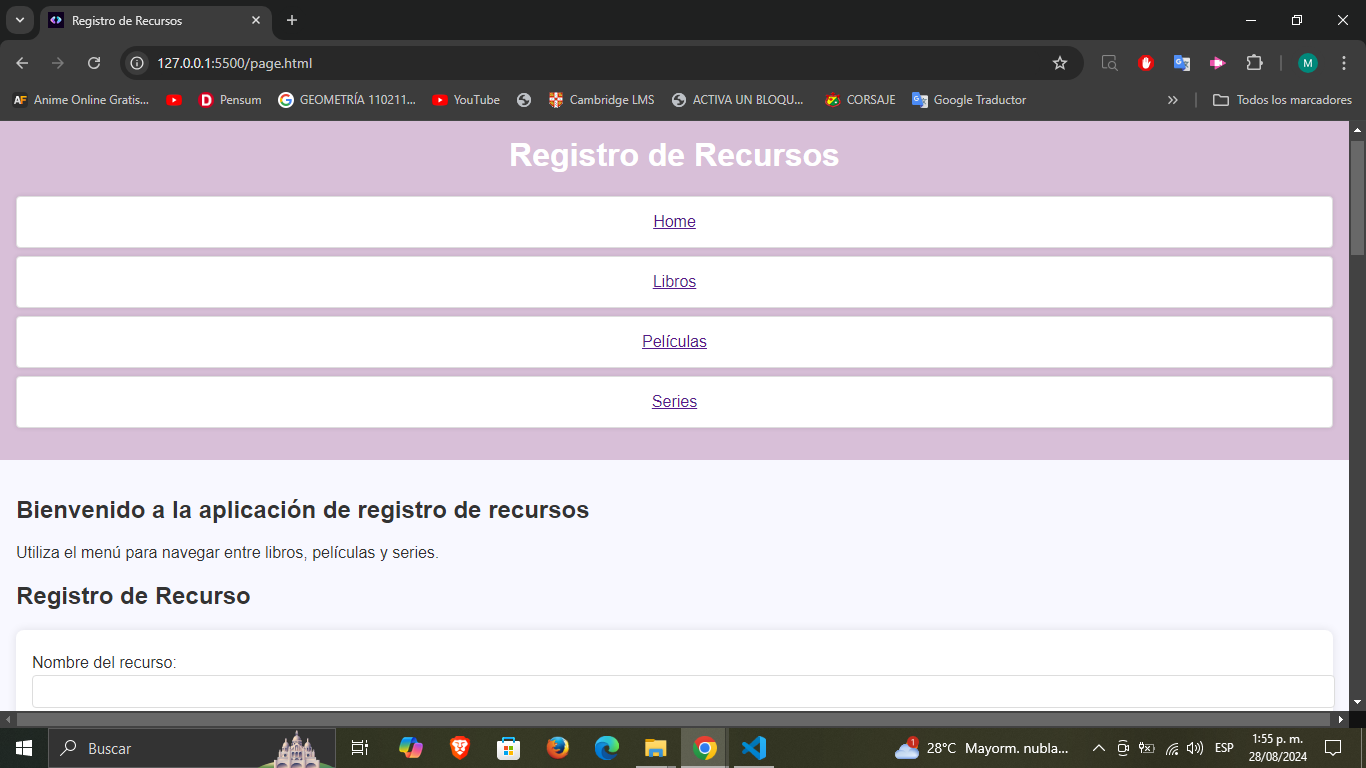 Registro de Recursos
127.0.0.1:5500/page.html
M
AF Anime Online Gratis... Pensum GEOMETRÍA 110211... YouTube Cambridge LMS ACTIVA UN BLOQU... CORSAJE Google Traductor » Todos los marcadores
Registro de Recursos
Home
Libros
Películas
Series
Bienvenido a la aplicación de registro de recursos
Utiliza el menú para navegar entre libros, películas y series.
Registro de Recurso
Nombre del recurso:
Buscar
1 28°C Mayorm. nubla... ESP 1:55 p. m.
28/08/2024